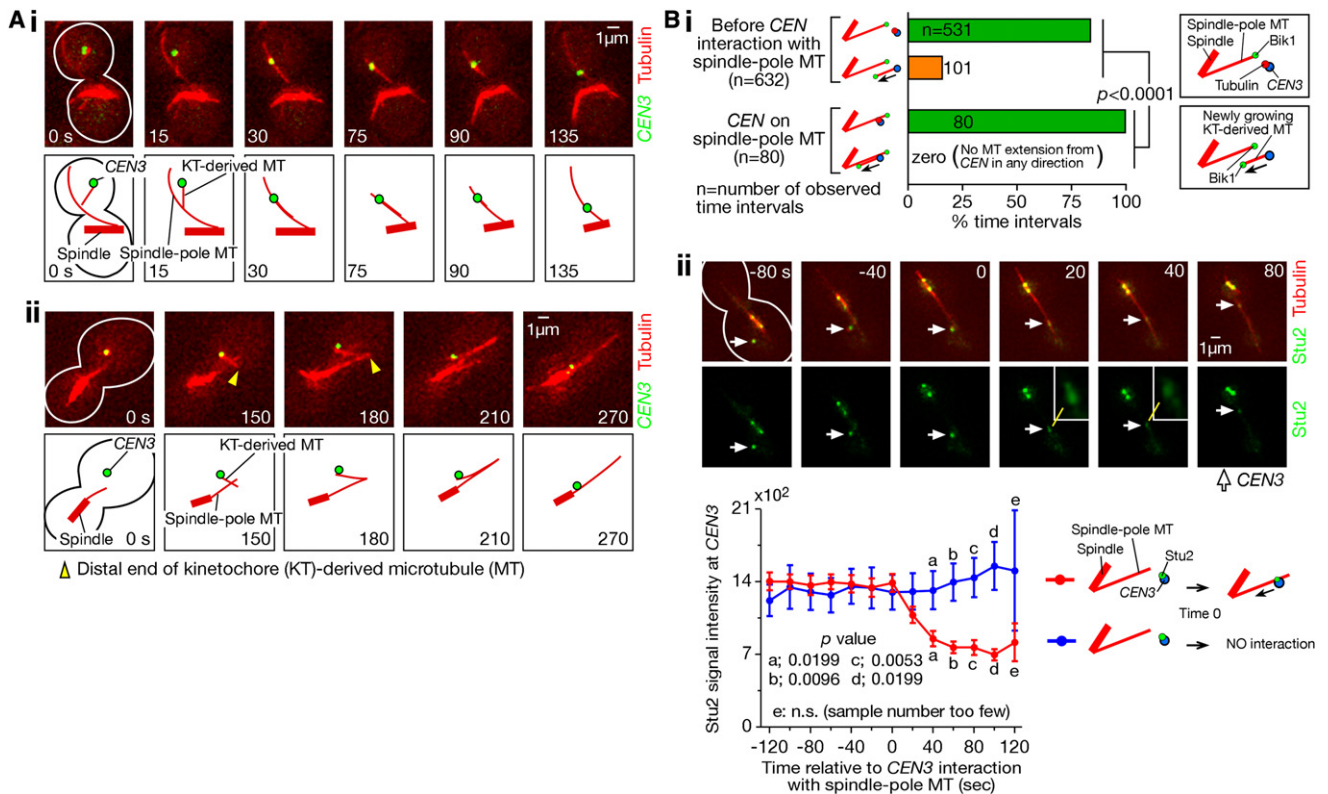 A i
1μm
0 s
15
30
75
90
135
CEN3 Tubulin
CEN3
KT-derived MT
Spindle
Spindle-pole MT
0 s
15
30
75
90
135
ii
1μm
0 s
150
180
210
270
CEN3 Tubulin
CEN3
KT-derived MT
Spindle-pole MT
Spindle
0 s
150
180
210
270
Distal end of kinetochore (KT)-derived microtubule (MT)
B i
Before CEN
interaction with
spindle-pole MT
(n=632)
n=531
101
CEN on
spindle-pole MT
(n=80)
80
zero (No MT extension from
CEN in any direction)
p<0.0001
n=number of observed
time intervals
0 25 50 75 100
% time intervals
Spindle-pole MT
Spindle
Bik1
Tubulin
CEN3
Newly growing
KT-derived MT
Bik1
ii
-80 s
-40
0
20
40
80
1μm
Stu2 Tubulin
Stu2
CEN3
x10²
21
14
7
0
Stu2 signal intensity at CEN3
a b c d e
a b c d e
p value
a; 0.0199 c; 0.0053
b; 0.0096 d; 0.0199
e: n.s. (sample number too few)
-120 -80 -40 0 40 80 120
Time relative to CEN3 interaction
with spindle-pole MT (sec)
Spindle-pole MT
Spindle
Stu2
CEN3
Time 0
NO interaction